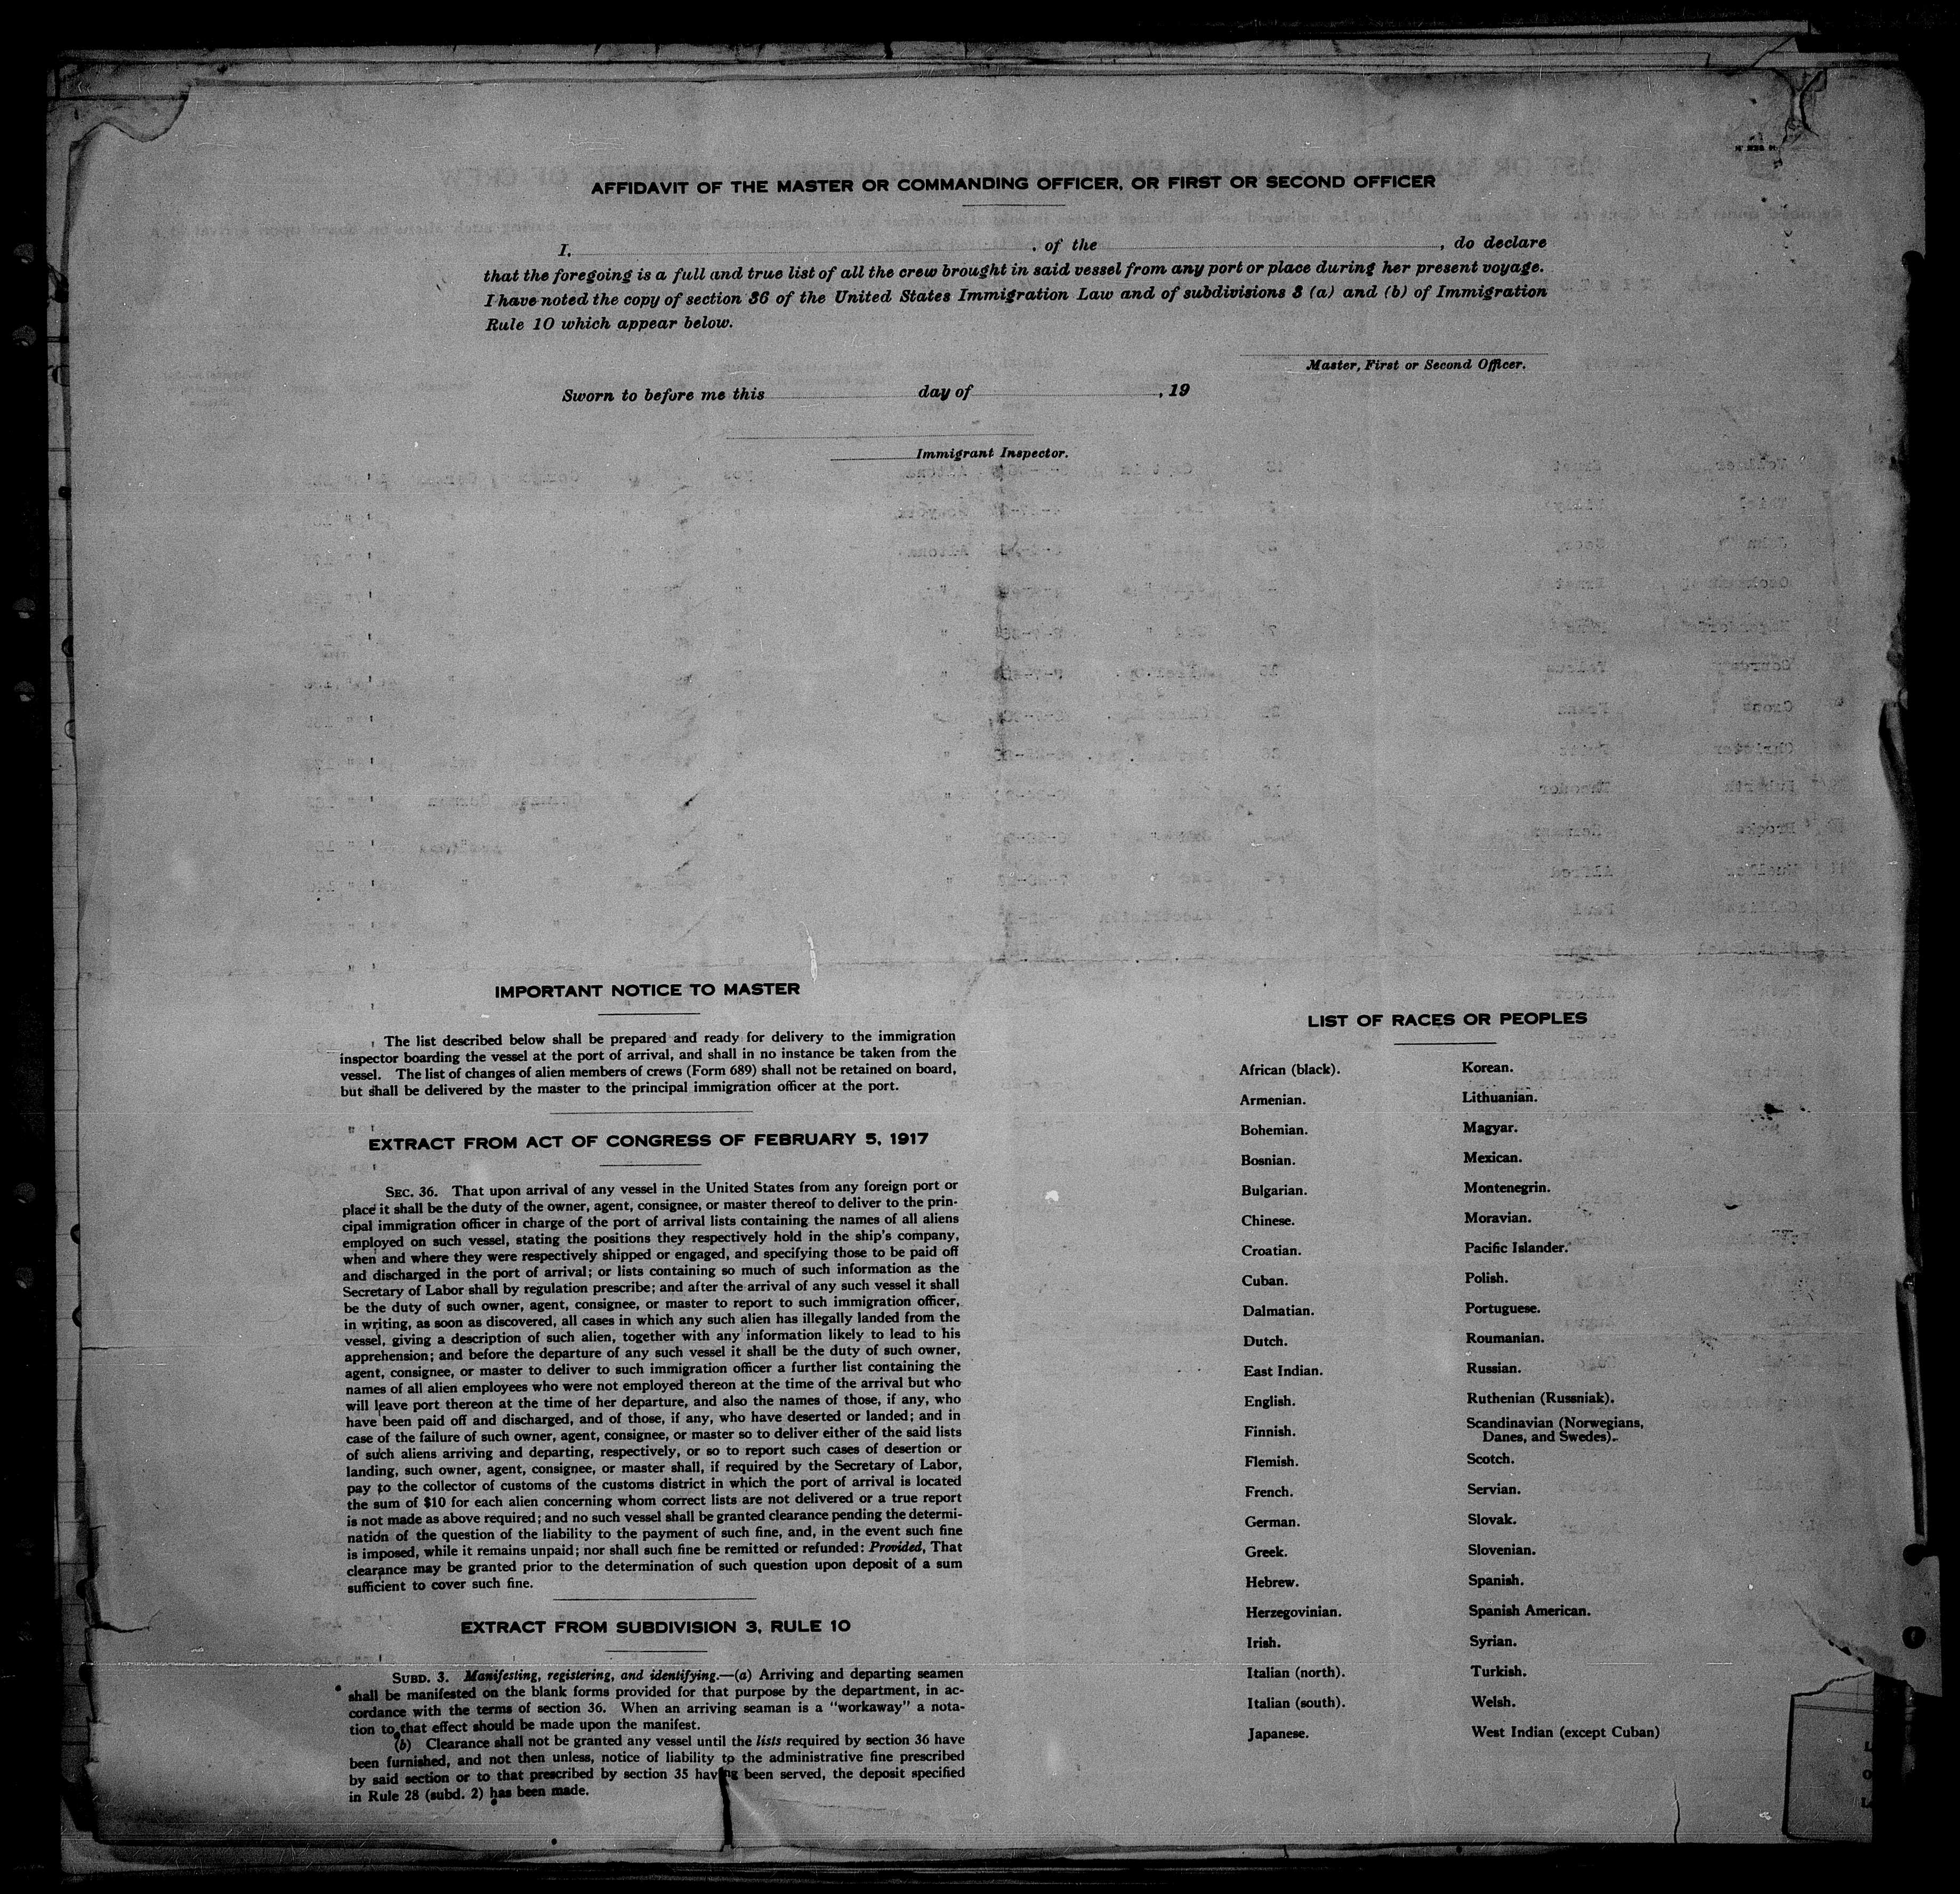 AFFIDAVIT OF THE MASTER OR COMMANDING OFFICER, OR FIRST OR SECOND OFFICER
I, , of the , do declare
that the foregoing is a full and true list of all the crew brought in said vessel from any port or place during her present voyage.
I have noted the copy of section 36 of the United States Immigration Law and of subdivisions 3 (a) and (b) of Immigration
Rule 10 which appear below.
Master, First or Second Officer.
Sworn to before me this day of , 19
Immigrant Inspector.
IMPORTANT NOTICE TO MASTER
The list described below shall be prepared and ready for delivery to the immigration
inspector boarding the vessel at the port of arrival, and shall in no instance be taken from the
vessel. The list of changes of alien members of crews (Form 689) shall not be retained on board,
but shall be delivered by the master to the principal immigration officer at the port.
EXTRACT FROM ACT OF CONGRESS OF FEBRUARY 5, 1917
SEC. 36. That upon arrival of any vessel in the United States from any foreign port or
place it shall be the duty of the owner, agent, consignee, or master thereof to deliver to the prin-
cipal immigration officer in charge of the port of arrival lists containing the names of all aliens
employed on such vessel, stating the positions they respectively hold in the ship's company,
when and where they were respectively shipped or engaged, and specifying those to be paid off
and discharged in the port of arrival; or lists containing so much of such information as the
Secretary of Labor shall by regulation prescribe; and after the arrival of any such vessel it shall
be the duty of such owner, agent, consignee, or master to report to such immigration officer,
in writing, as soon as discovered, all cases in which any such alien has illegally landed from the
vessel, giving a description of such alien, together with any information likely to lead to his
apprehension; and before the departure of any such vessel it shall be the duty of such owner,
agent, consignee, or master to deliver to such immigration officer a further list containing the
names of all alien employees who were not employed thereon at the time of the arrival but who
will leave port thereon at the time of her departure, and also the names of those, if any, who
have been paid off and discharged, and of those, if any, who have deserted or landed; and in
case of the failure of such owner, agent, consignee, or master so to deliver either of the said lists
of such aliens arriving and departing, respectively, or so to report such cases of desertion or
landing, such owner, agent, consignee, or master shall, if required by the Secretary of Labor,
pay to the collector of customs of the customs district in which the port of arrival is located
the sum of $10 for each alien concerning whom correct lists are not delivered or a true report
is not made as above required; and no such vessel shall be granted clearance pending the determi-
nation of the question of the liability to the payment of such fine, and, in the event such fine
is imposed, while it remains unpaid; nor shall such fine be remitted or refunded: Provided, That
clearance may be granted prior to the determination of such question upon deposit of a sum
sufficient to cover such fine.
EXTRACT FROM SUBDIVISION 3, RULE 10
SUBD. 3. Manifesting, registering, and identifying.—(a) Arriving and departing seamen
shall be manifested on the blank forms provided for that purpose by the department, in ac-
cordance with the terms of section 36. When an arriving seaman is a "workaway" a nota-
tion to that effect should be made upon the manifest.
(b) Clearance shall not be granted any vessel until the lists required by section 36 have
been furnished, and not then unless, notice of liability to the administrative fine prescribed
by said section or to that prescribed by section 35 having been served, the deposit specified
in Rule 28 (subd. 2) has been made.
LIST OF RACES OR PEOPLES
African (black).
Armenian.
Bohemian.
Bosnian.
Bulgarian.
Chinese.
Croatian.
Cuban.
Dalmatian.
Dutch.
East Indian.
English.
Finnish.
Flemish.
French.
German.
Greek.
Hebrew.
Herzegovinian.
Irish.
Italian (north).
Italian (south).
Japanese.
Korean.
Lithuanian.
Magyar.
Mexican.
Montenegrin.
Moravian.
Pacific Islander.
Polish.
Portuguese.
Roumanian.
Russian.
Ruthenian (Russniak).
Scandinavian (Norwegians,
Danes, and Swedes).
Scotch.
Servian.
Slovak.
Slovenian.
Spanish.
Spanish American.
Syrian.
Turkish.
Welsh.
West Indian (except Cuban)